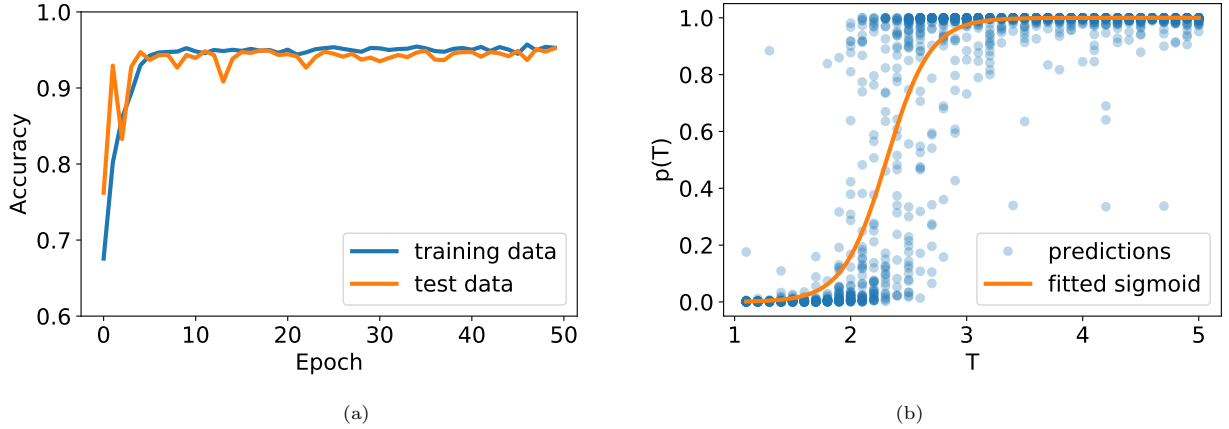 1.0
0.9
0.8
0.7
0.6
Accuracy
0 10 20 30 40 50
Epoch
training data
test data
(a)
1.0
0.8
0.6
0.4
0.2
0.0
p(T)
1 2 3 4 5
T
predictions
fitted sigmoid
(b)